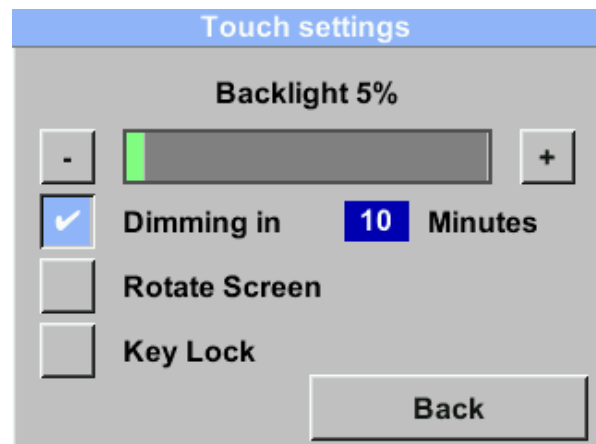 Touch settings
Backlight 5%
- +
✔ Dimming in 10 Minutes
Rotate Screen
Key Lock
Back